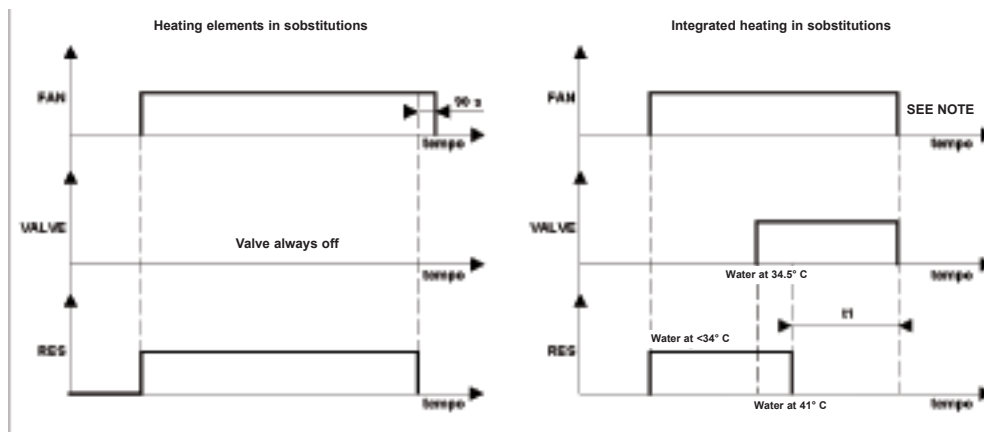 Heating elements in sobstitutions
FAN
90 s
tempo
VALVE
Valve always off
tempo
RES
tempo
Integrated heating in sobstitutions
FAN
SEE NOTE
tempo
VALVE
tempo
Water at 34.5° C
t1
Water at <34° C
RES
tempo
Water at 41° C